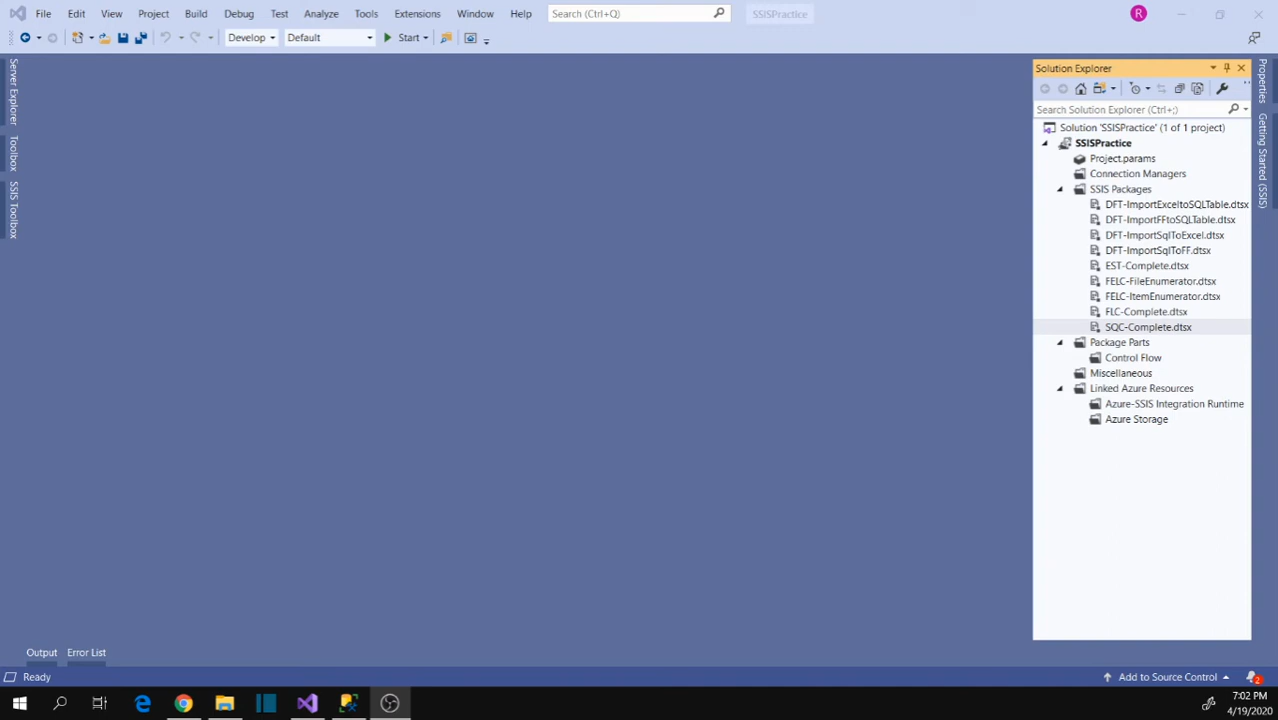 File Edit View Project Build Debug Test Analyze Tools Extensions Window Help Search (Ctrl+Q) SSISPractice R
Develop Default Start
Server Explorer
Toolbox
SSIS Toolbox
Solution Explorer
Search Solution Explorer (Ctrl+;)
Solution 'SSISPractice' (1 of 1 project)
SSISPractice
Project.params
Connection Managers
SSIS Packages
DFT-ImportExceltoSQLTable.dtsx
DFT-ImportFFtoSQLTable.dtsx
DFT-ImportSqlToExcel.dtsx
DFT-ImportSqlToFF.dtsx
EST-Complete.dtsx
FELC-FileEnumerator.dtsx
FELC-ItemEnumerator.dtsx
FLC-Complete.dtsx
SQC-Complete.dtsx
Package Parts
Control Flow
Miscellaneous
Linked Azure Resources
Azure-SSIS Integration Runtime
Azure Storage
Properties
Getting Started (SSIS)
Output Error List
Ready Add to Source Control 2
7:02 PM
4/19/2020